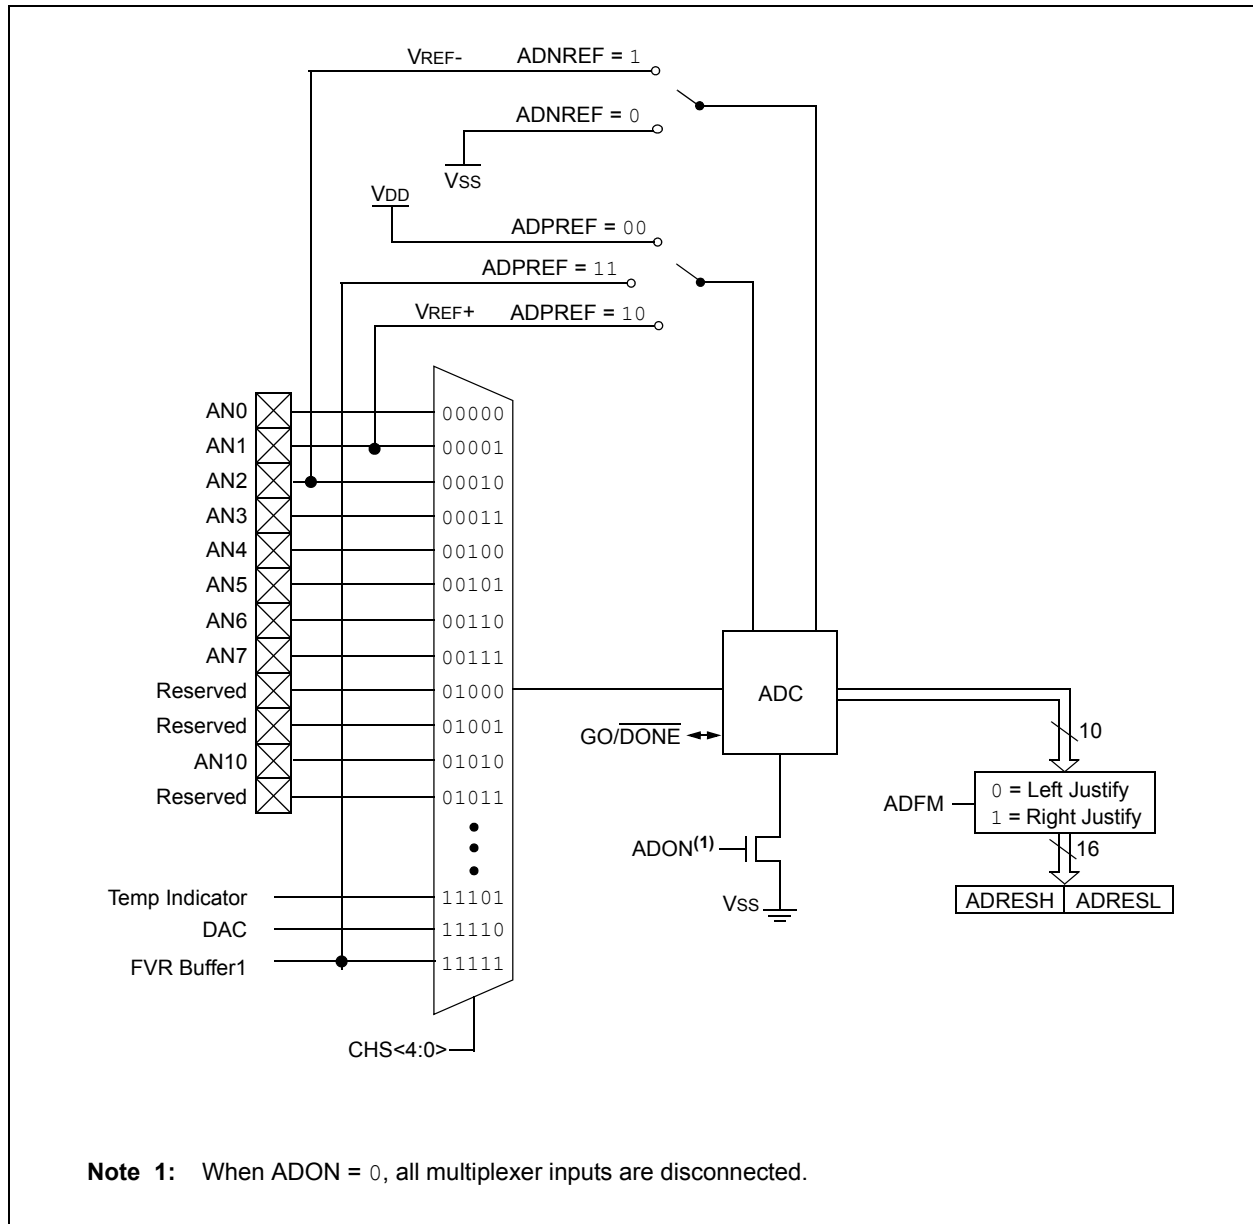 VREF- ADNREF = 1
ADNREF = 0
VSS
VDD
ADPREF = 00
ADPREF = 11
VREF+ ADPREF = 10
AN0 00000
AN1 00001
AN2 00010
AN3 00011
AN4 00100
AN5 00101
AN6 00110
AN7 00111
Reserved 01000
Reserved 01001
AN10 01010
Reserved 01011
Temp Indicator 11101
DAC 11110
FVR Buffer1 11111
CHS<4:0>
ADC
GO/DONE
ADON(1)
VSS
10
ADFM
0 = Left Justify
1 = Right Justify
16
ADRESH ADRESL
Note 1: When ADON = 0, all multiplexer inputs are disconnected.